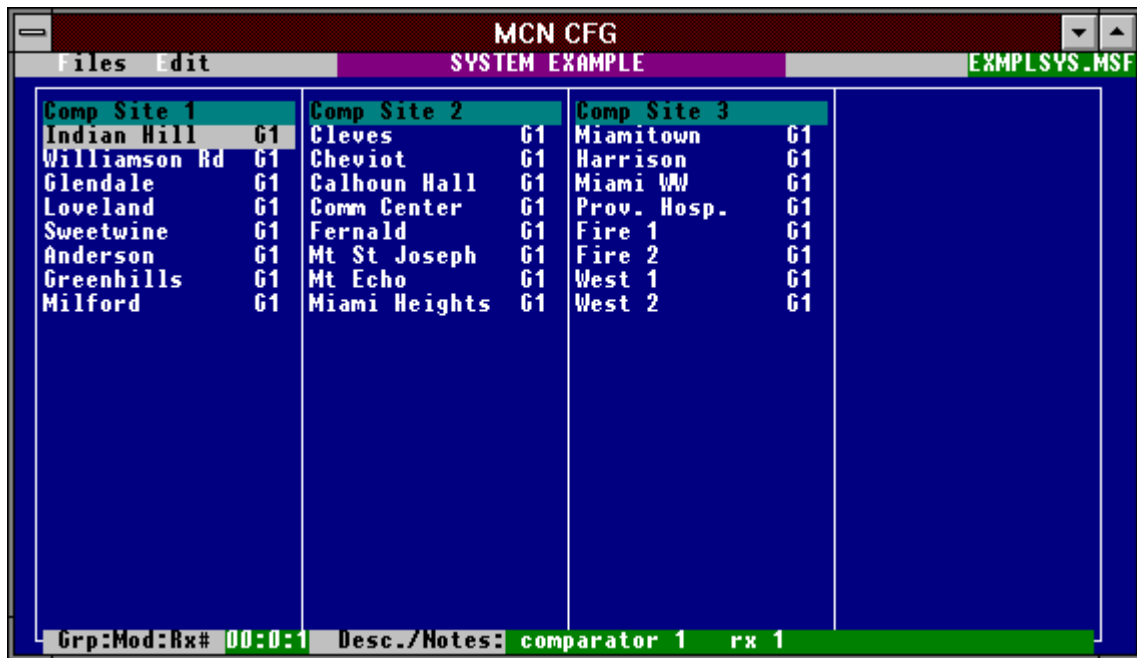 MCN CFG
Files Edit SYSTEM EXAMPLE EXMPLSYS.MSF
Comp Site 1 Comp Site 2 Comp Site 3
Indian Hill G1 Cleves G1 Miamitown G1
Williamson Rd G1 Cheviot G1 Harrison G1
Glendale G1 Calhoun Hall G1 Miami WW G1
Loveland G1 Comm Center G1 Prov. Hosp. G1
Sweetwine G1 Fernald G1 Fire 1 G1
Anderson G1 Mt St Joseph G1 Fire 2 G1
Greenhills G1 Mt Echo G1 West 1 G1
Milford G1 Miami Heights G1 West 2 G1
Grp:Mod:Rx# 00:0:1 Desc./Notes: comparator 1 rx 1